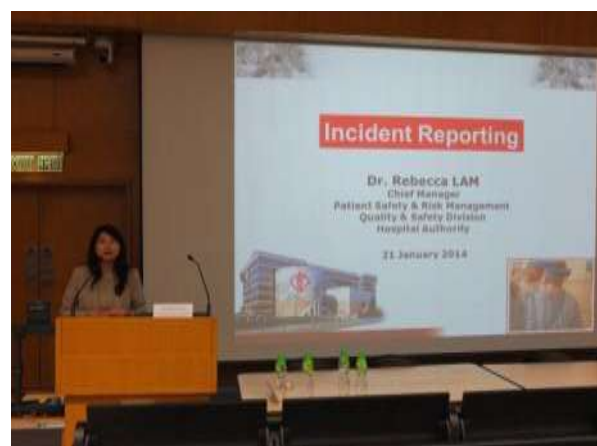 Incident Reporting
Dr. Rebecca LAM
Chief Manager
Patient Safety & Risk Management
Quality & Safety Division
Hospital Authority
21 January 2014